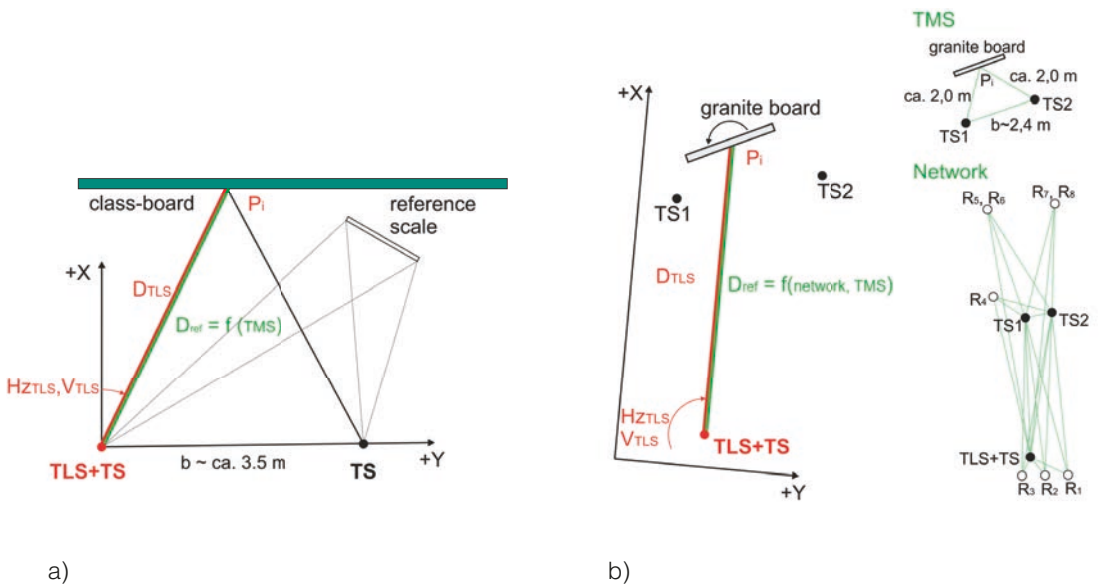 class-board
Pi
reference
scale
+X
DTLS
Dref = f (TMS)
HzTLS,VTLS
TLS+TS
b ~ ca. 3.5 m
TS
+Y
a)
+X
granite board
Pi
TS1
TS2
DTLS
Dref = f(network, TMS)
HzTLS
VTLS
TLS+TS
+Y
b)
TMS
granite board
Pi
ca. 2,0 m
ca. 2,0 m
TS2
TS1
b~2,4 m
Network
R5, R6
R7, R8
R4
TS1
TS2
TLS+TS
R3
R2
R1